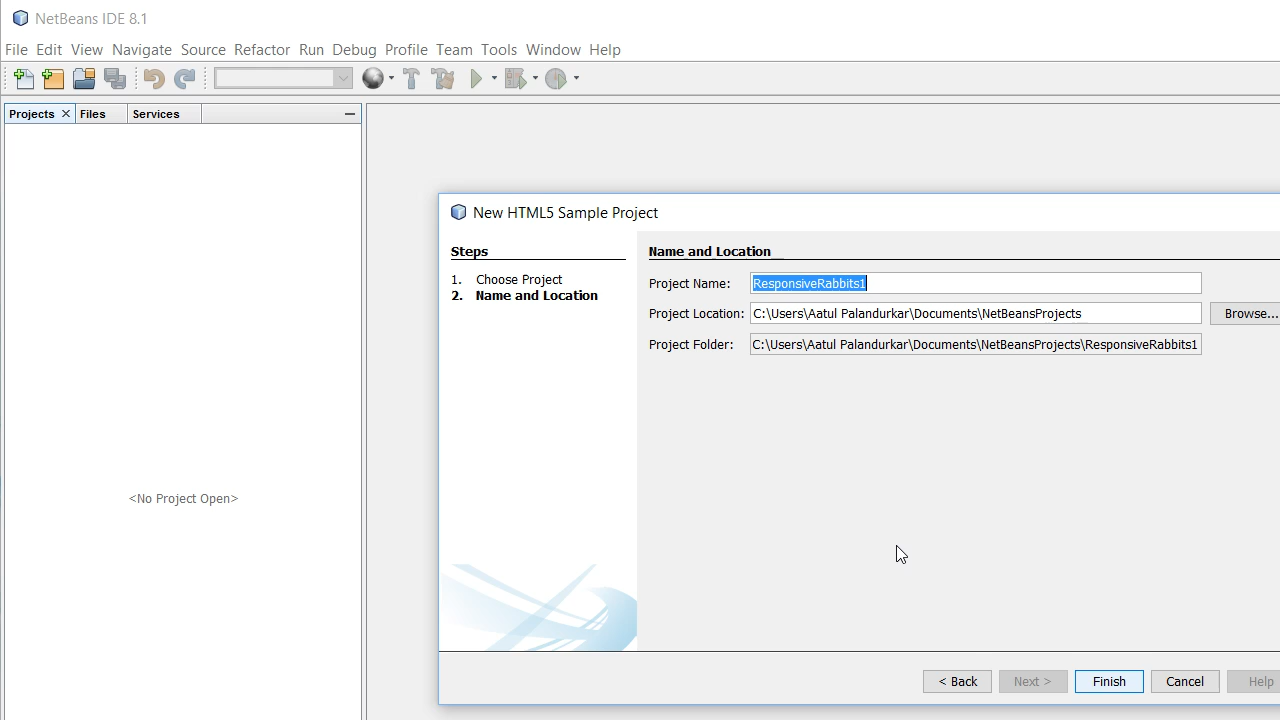 NetBeans IDE 8.1
File Edit View Navigate Source Refactor Run Debug Profile Team Tools Window Help
Projects Files Services
<No Project Open>
New HTML5 Sample Project
Steps
1. Choose Project
2. Name and Location
Name and Location
Project Name: ResponsiveRabbits1
Project Location: C:\Users\Aatul Palandurkar\Documents\NetBeansProjects Browse...
Project Folder: C:\Users\Aatul Palandurkar\Documents\NetBeansProjects\ResponsiveRabbits1
< Back Next > Finish Cancel Help